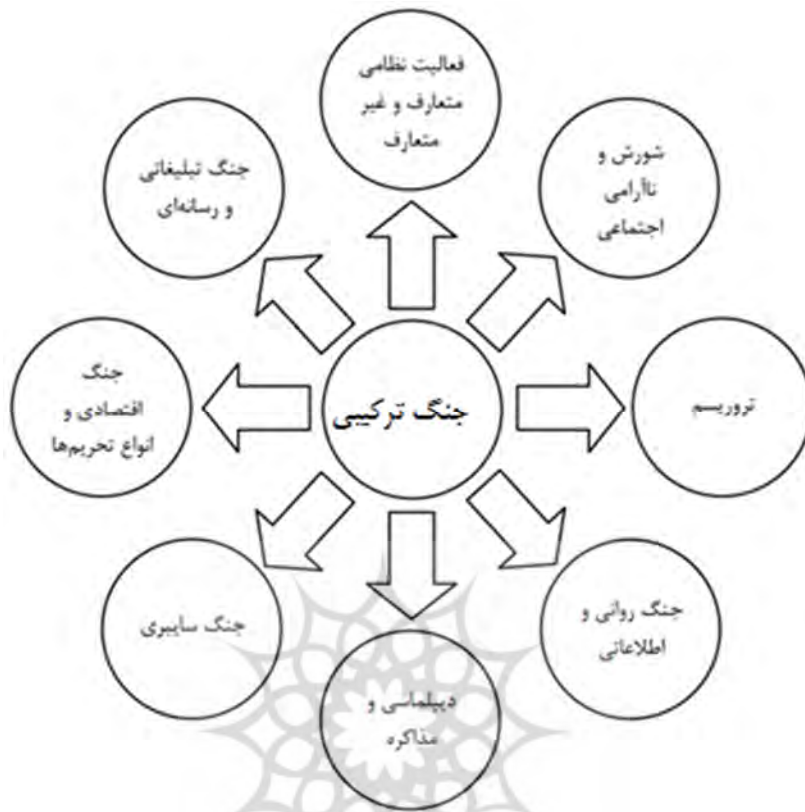 فعالیت نظامی
متعارف و غیر
متعارف
شورش و
ناآرامی
اجتماعی
تروریسم
جنگ روانی و
اطلاعاتی
دیپلماسی و
مذاکره
جنگ سایبری
جنگ
اقتصادی و
انواع تحریم‌ها
جنگ تبلیغاتی
و رسانه‌ای
جنگ ترکیبی